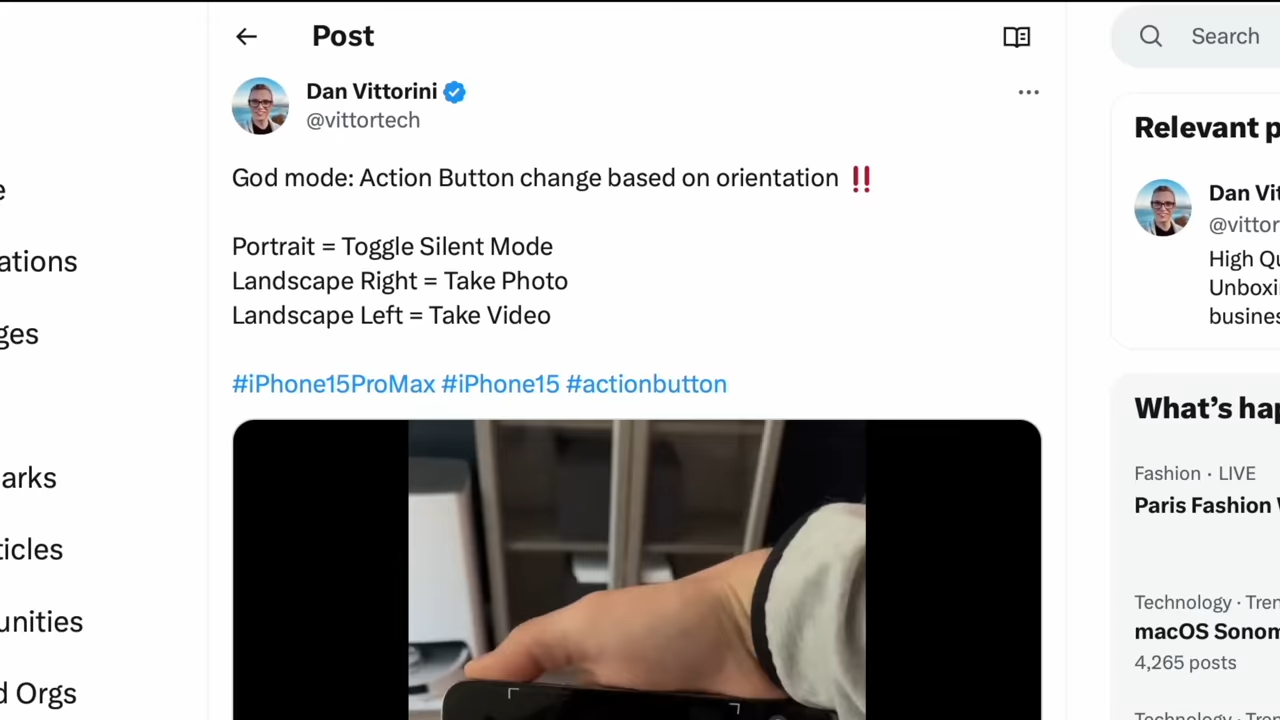 Post
Search
Dan Vittorini
@vittortech
God mode: Action Button change based on orientation ‼️
Portrait = Toggle Silent Mode
Landscape Right = Take Photo
Landscape Left = Take Video
#iPhone15ProMax #iPhone15 #actionbutton
e
ations
ges
arks
ticles
unities
d Orgs
Relevant p
Dan Vit
@vittor
High Qu
Unboxi
busines
What's hap
Fashion · LIVE
Paris Fashion
Technology · Tren
macOS Sonom
4,265 posts
Technology · Tren